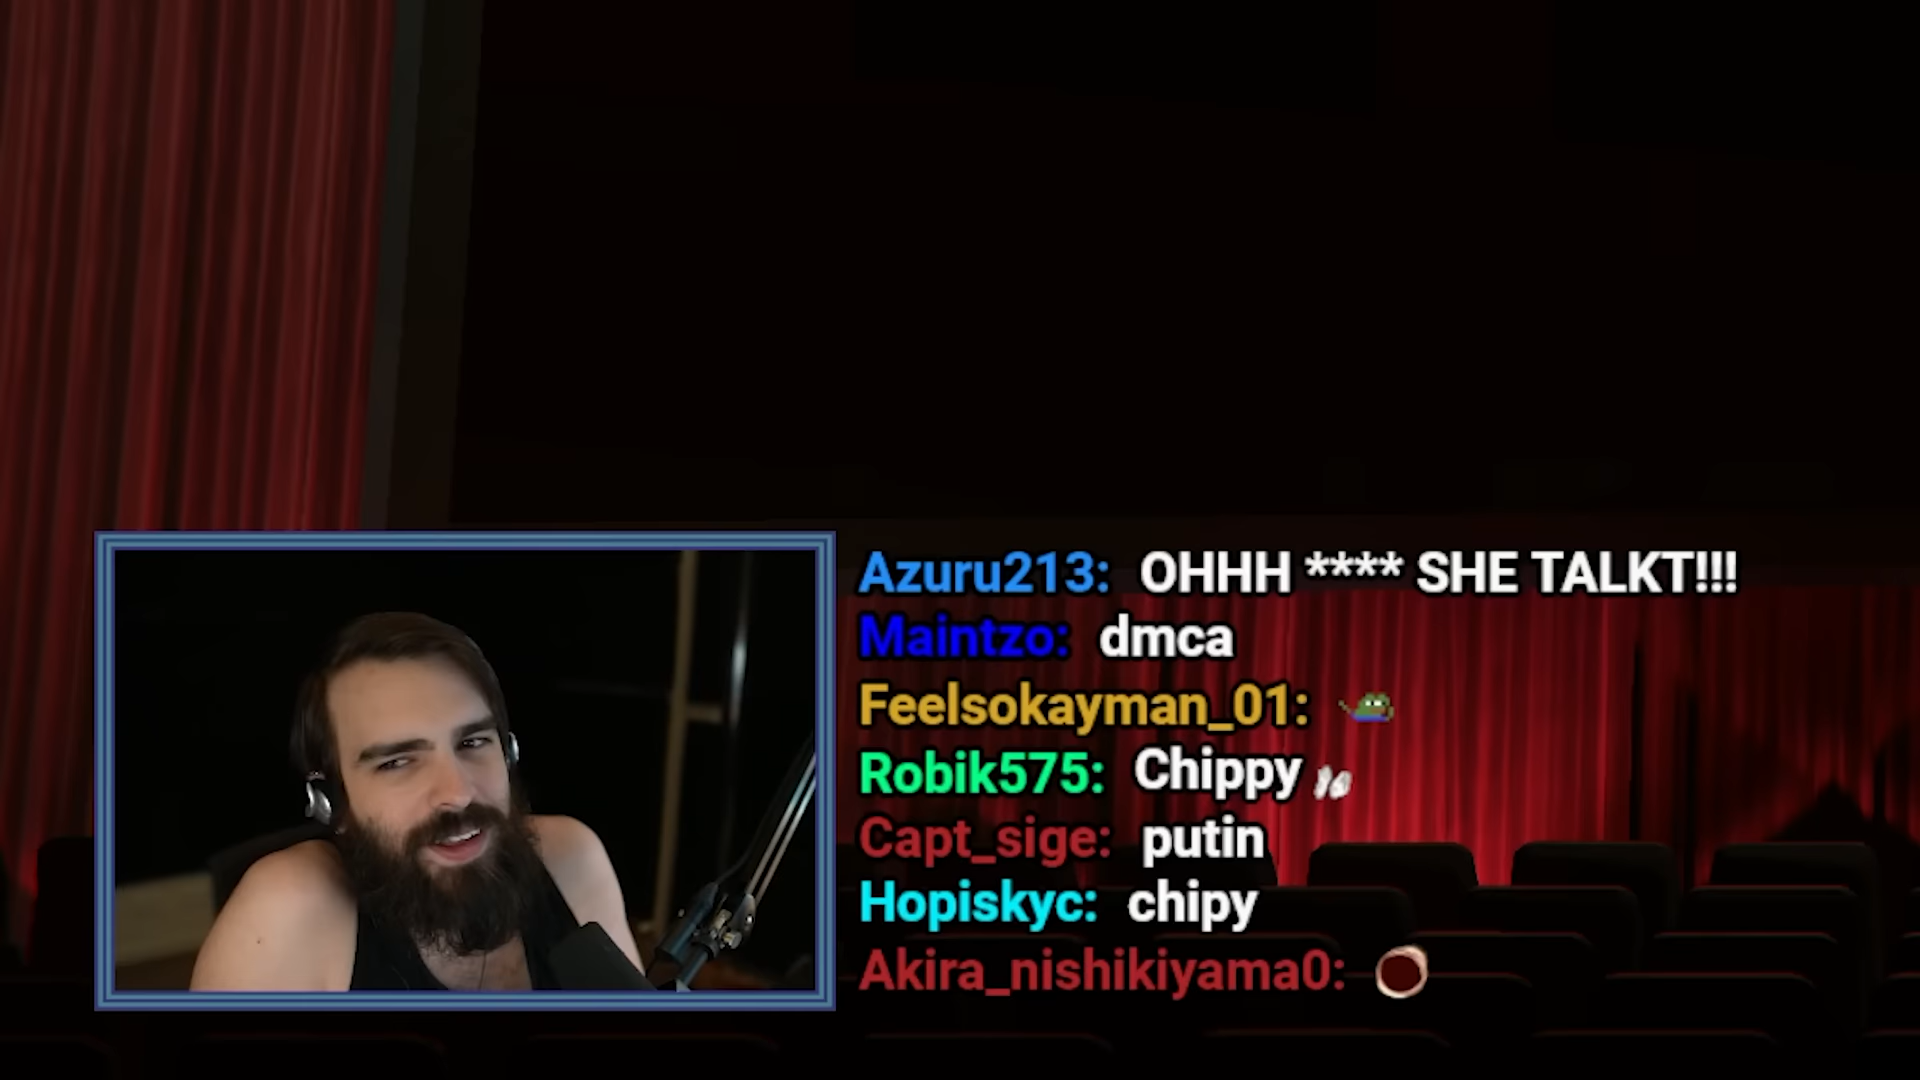 Azuru213: OHHH **** SHE TALKT!!!
Maintzo: dmca
Feelsokayman_01:
Robik575: Chippy
Capt_sige: putin
Hopiskyc: chipy
Akira_nishikiyama0: